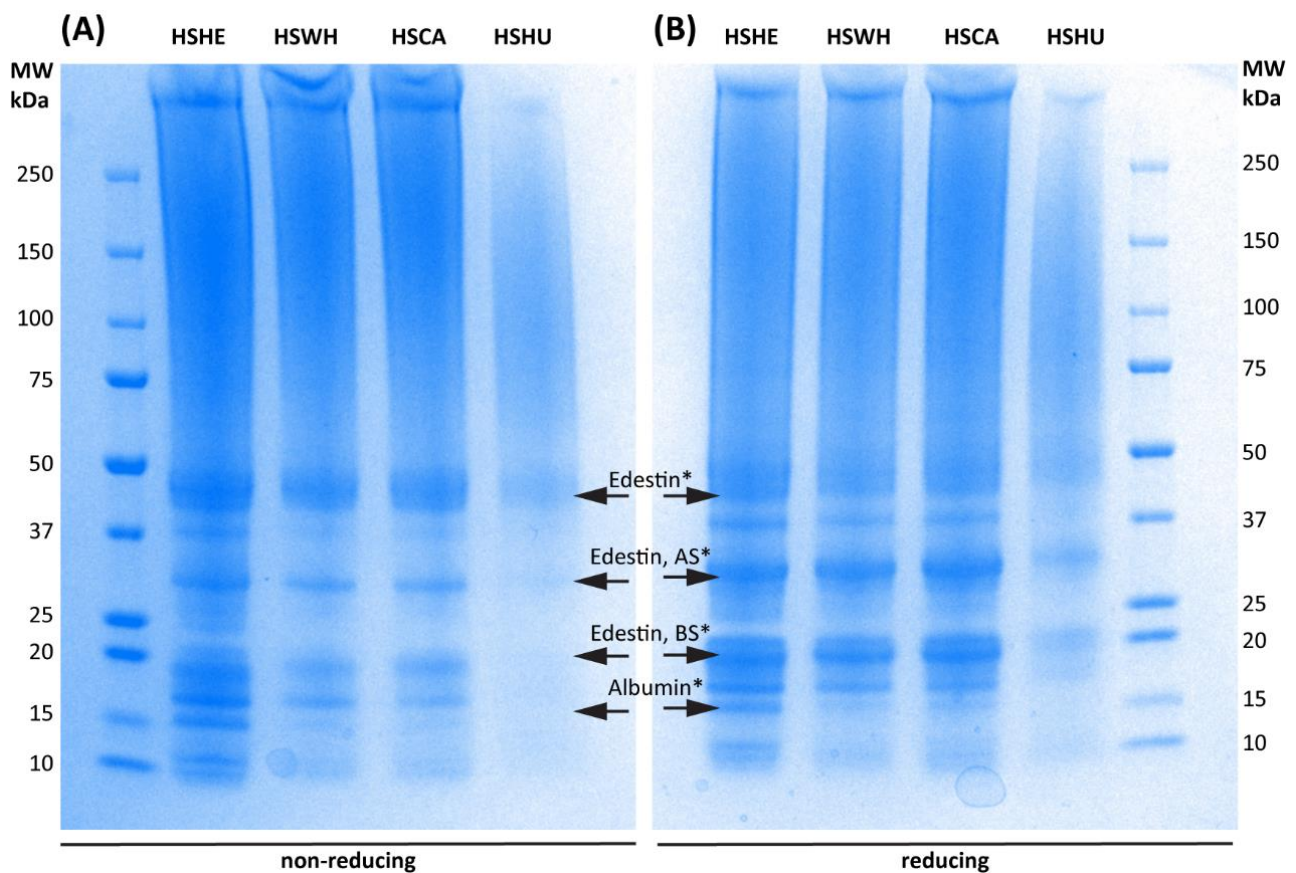 (A) HSHE HSWH HSCA HSHU (B) HSHE HSWH HSCA HSHU
MW
kDa
250
150
100
75
50
37
25
20
15
10
Edestin*
Edestin, AS*
Edestin, BS*
Albumin*
MW
kDa
250
150
100
75
50
37
25
20
15
10
non-reducing
reducing